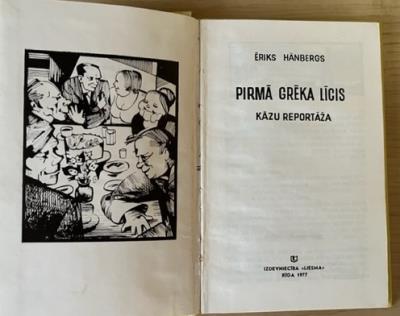 ĒRIKS HĀNBERGS
PIRMĀ GRĒKA LĪCIS
KĀZU REPORTĀŽA
IZDEVNIECĪBA «LIESMA»
RĪGA 1977